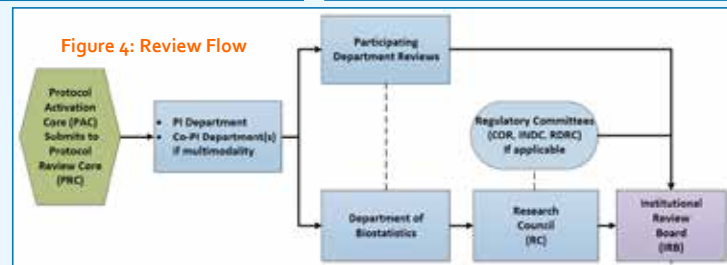 Figure 4: Review Flow
Protocol
Activation
Core (PAC)
Submits to
Protocol
Review Core
(PRC)
• PI Department
• Co-PI Department(s)
if multimodality
Participating
Department Reviews
Regulatory Committees
(COR, INDC, RDRC)
If applicable
Department of
Biostatistics
Research
Council
(RC)
Institutional
Review
Board
(IRB)